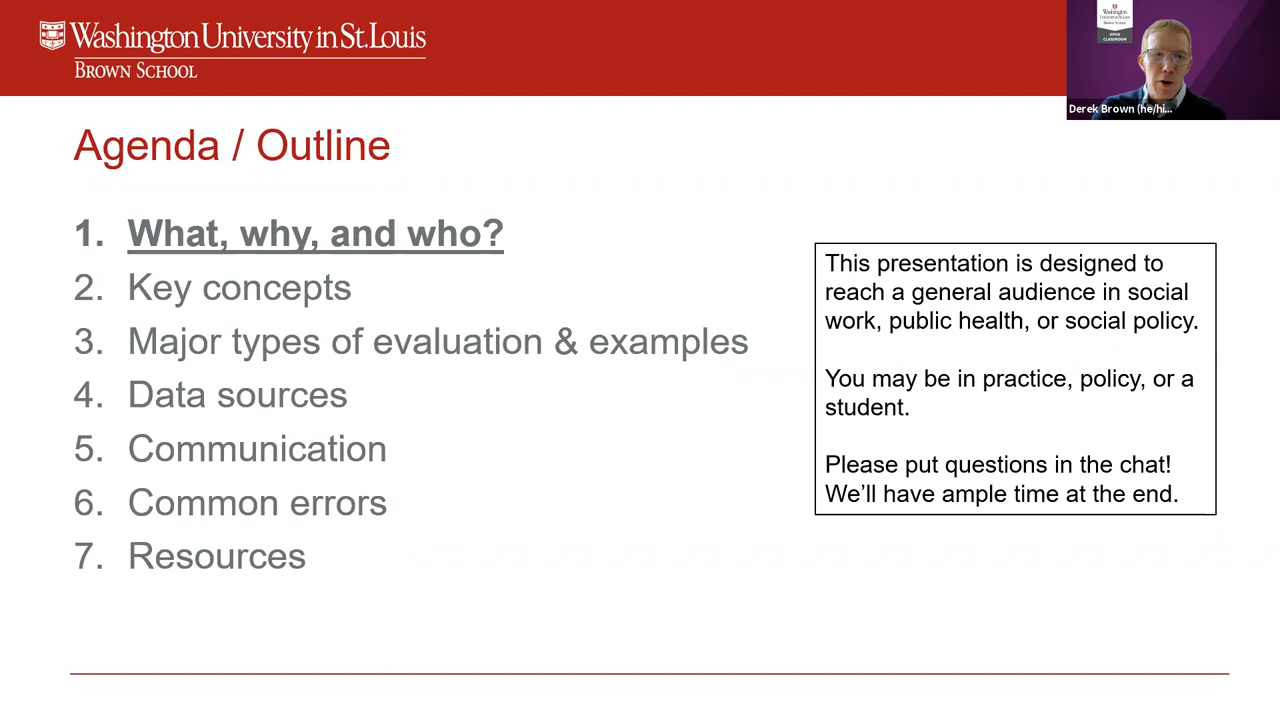 Washington University in St. Louis
BROWN SCHOOL
Washington
OPEN
CLASSROOM
Derek Brown (he/hi...
Agenda / Outline
1. What, why, and who?
2. Key concepts
3. Major types of evaluation & examples
4. Data sources
5. Communication
6. Common errors
7. Resources
This presentation is designed to
reach a general audience in social
work, public health, or social policy.
You may be in practice, policy, or a
student.
Please put questions in the chat!
We'll have ample time at the end.